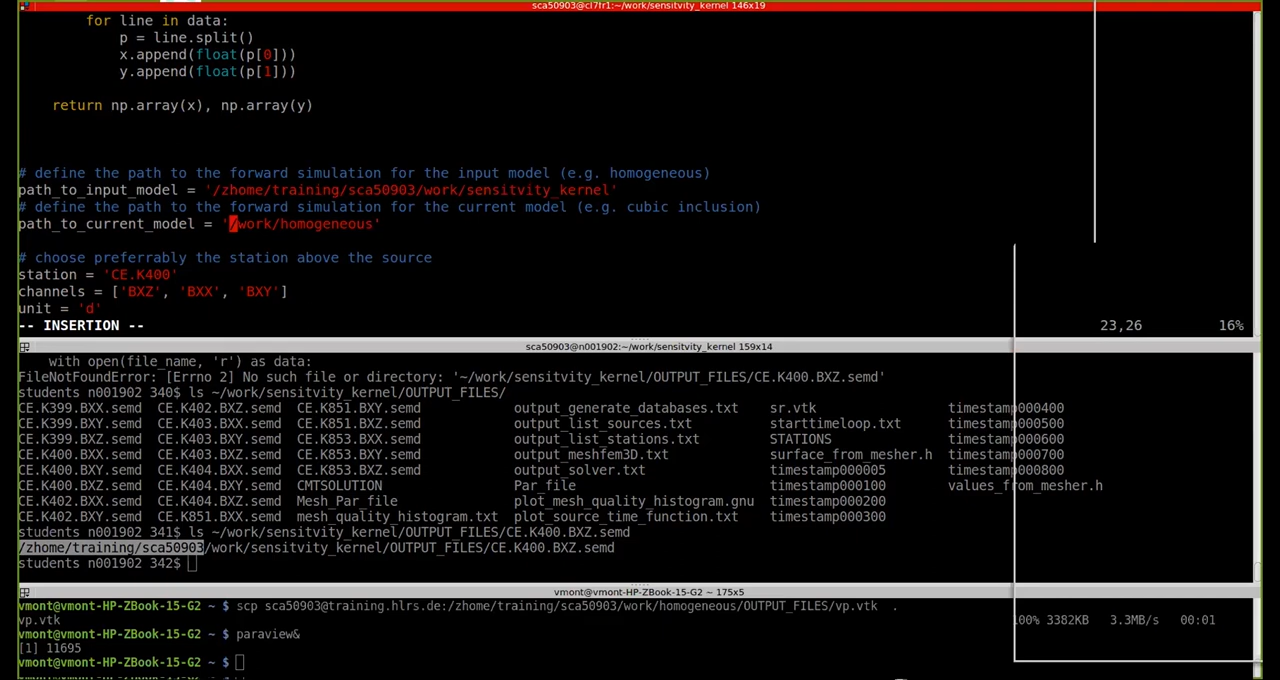 sca50903@cl7fr1:~/work/sensitvity_kernel 146x19
for line in data:
p = line.split()
x.append(float(p[0]))
y.append(float(p[1]))
return np.array(x), np.array(y)
# define the path to the forward simulation for the input model (e.g. homogeneous)
path_to_input_model = '/zhome/training/sca50903/work/sensitvity_kernel'
# define the path to the forward simulation for the current model (e.g. cubic inclusion)
path_to_current_model = '/work/homogeneous'
# choose preferrably the station above the source
station = 'CE.K400'
channels = ['BXZ', 'BXX', 'BXY']
unit = 'd'
-- INSERTION -- 23,26 16%
sca50903@n001902:~/work/sensitvity_kernel 159x14
with open(file_name, 'r') as data:
FileNotFoundError: [Errno 2] No such file or directory: '~/work/sensitvity_kernel/OUTPUT_FILES/CE.K400.BXZ.semd'
students n001902 340$ ls ~/work/sensitvity_kernel/OUTPUT_FILES/
CE.K399.BXX.semd CE.K402.BXZ.semd CE.K851.BXY.semd output_generate_databases.txt sr.vtk timestamp000400
CE.K399.BXY.semd CE.K403.BXX.semd CE.K851.BXZ.semd output_list_sources.txt starttimeloop.txt timestamp000500
CE.K399.BXZ.semd CE.K403.BXY.semd CE.K853.BXX.semd output_list_stations.txt STATIONS timestamp000600
CE.K400.BXX.semd CE.K403.BXZ.semd CE.K853.BXY.semd output_meshfem3D.txt surface_from_mesher.h timestamp000700
CE.K400.BXY.semd CE.K404.BXX.semd CE.K853.BXZ.semd output_solver.txt timestamp000005 timestamp000800
CE.K400.BXZ.semd CE.K404.BXY.semd CMTSOLUTION Par_file timestamp000100 values_from_mesher.h
CE.K402.BXX.semd CE.K404.BXZ.semd Mesh_Par_file plot_mesh_quality_histogram.gnu timestamp000200
CE.K402.BXY.semd CE.K851.BXX.semd mesh_quality_histogram.txt plot_source_time_function.txt timestamp000300
students n001902 341$ ls ~/work/sensitvity_kernel/OUTPUT_FILES/CE.K400.BXZ.semd
/zhome/training/sca50903/work/sensitvity_kernel/OUTPUT_FILES/CE.K400.BXZ.semd
students n001902 342$
vmont@vmont-HP-ZBook-15-G2: ~ 175x5
vmont@vmont-HP-ZBook-15-G2 ~ $ scp sca50903@training.hlrs.de:/zhome/training/sca50903/work/homogeneous/OUTPUT_FILES/vp.vtk .
vp.vtk 100% 3382KB 3.3MB/s 00:01
vmont@vmont-HP-ZBook-15-G2 ~ $ paraview&
[1] 11695
vmont@vmont-HP-ZBook-15-G2 ~ $